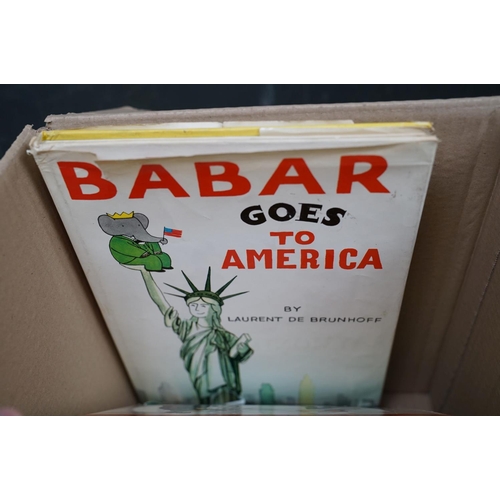 BABAR
GOES
TO
AMERICA
BY
LAURENT DE BRUNHOFF